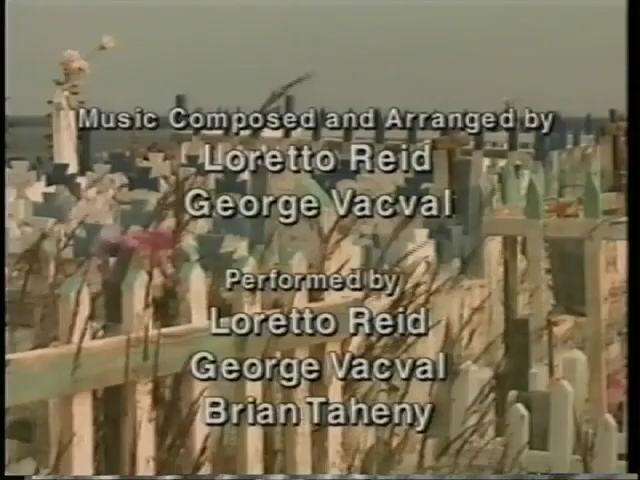 Music Composed and Arranged by
Loretto Reid
George Vacval
Performed by
Loretto Reid
George Vacval
Brian Taheny